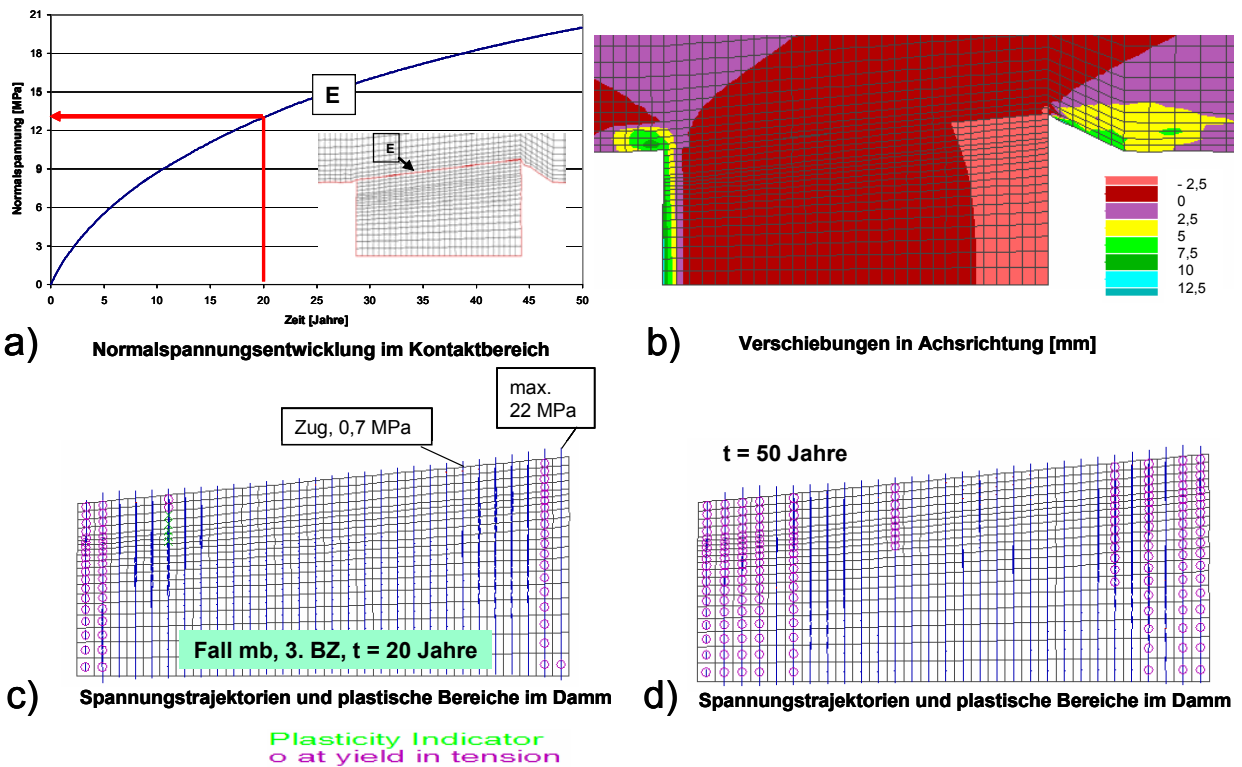 21
18
15
12
9
6
3
0
Normalspannung [MPa]
E
E
0 5 10 15 20 25 30 35 40 45 50
Zeit [Jahre]
a) Normalspannungsentwicklung im Kontaktbereich
- 2,5
0
2,5
5
7,5
10
12,5
b) Verschiebungen in Achsrichtung [mm]
Zug, 0,7 MPa
max.
22 MPa
Fall mb, 3. BZ, t = 20 Jahre
c) Spannungstrajektorien und plastische Bereiche im Damm
t = 50 Jahre
d) Spannungstrajektorien und plastische Bereiche im Damm
Plasticity Indicator
o at yield in tension